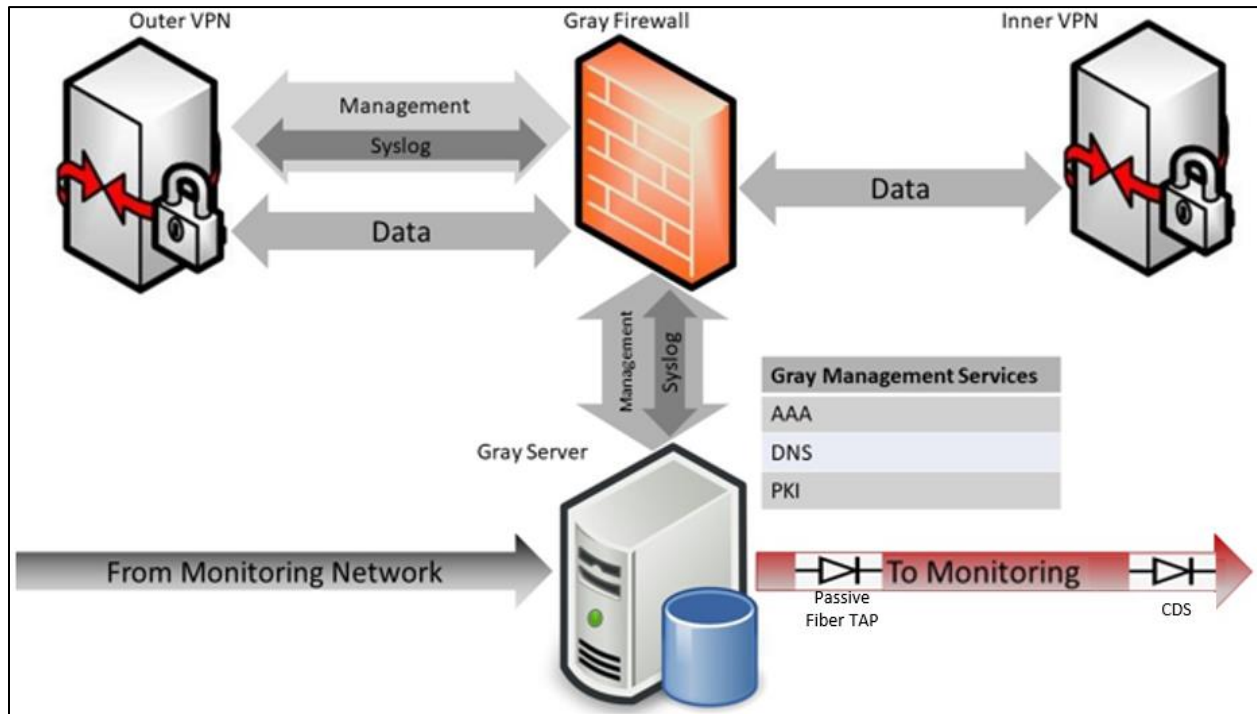 Outer VPN
Gray Firewall
Inner VPN
Management
Syslog
Data
Data
Management
Syslog
Gray Management Services
AAA
DNS
PKI
Gray Server
From Monitoring Network
To Monitoring
Passive
Fiber TAP
CDS